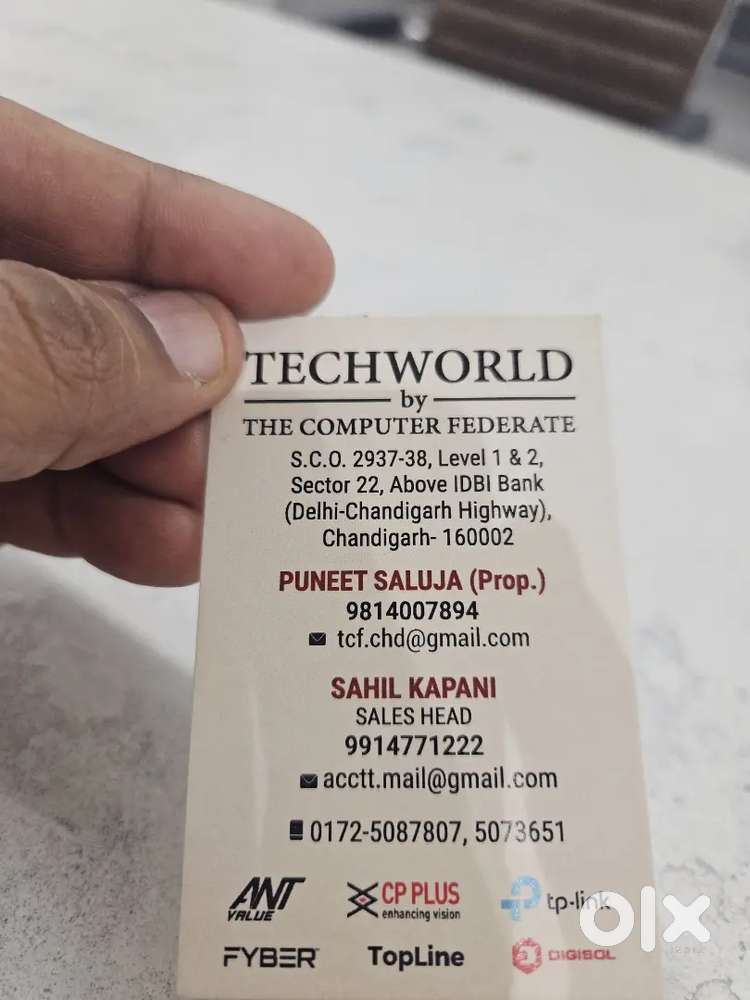 TECHWORLD
by
THE COMPUTER FEDERATE
S.C.O. 2937-38, Level 1 & 2,
Sector 22, Above IDBI Bank
(Delhi-Chandigarh Highway),
Chandigarh- 160002
PUNEET SALUJA (Prop.)
9814007894
tcf.chd@gmail.com
SAHIL KAPANI
SALES HEAD
9914771222
acctt.mail@gmail.com
0172-5087807, 5073651
ANT VALUE
CP PLUS
enhancing vision
tp-link
FYBER
TopLine
DIGISOL
olx